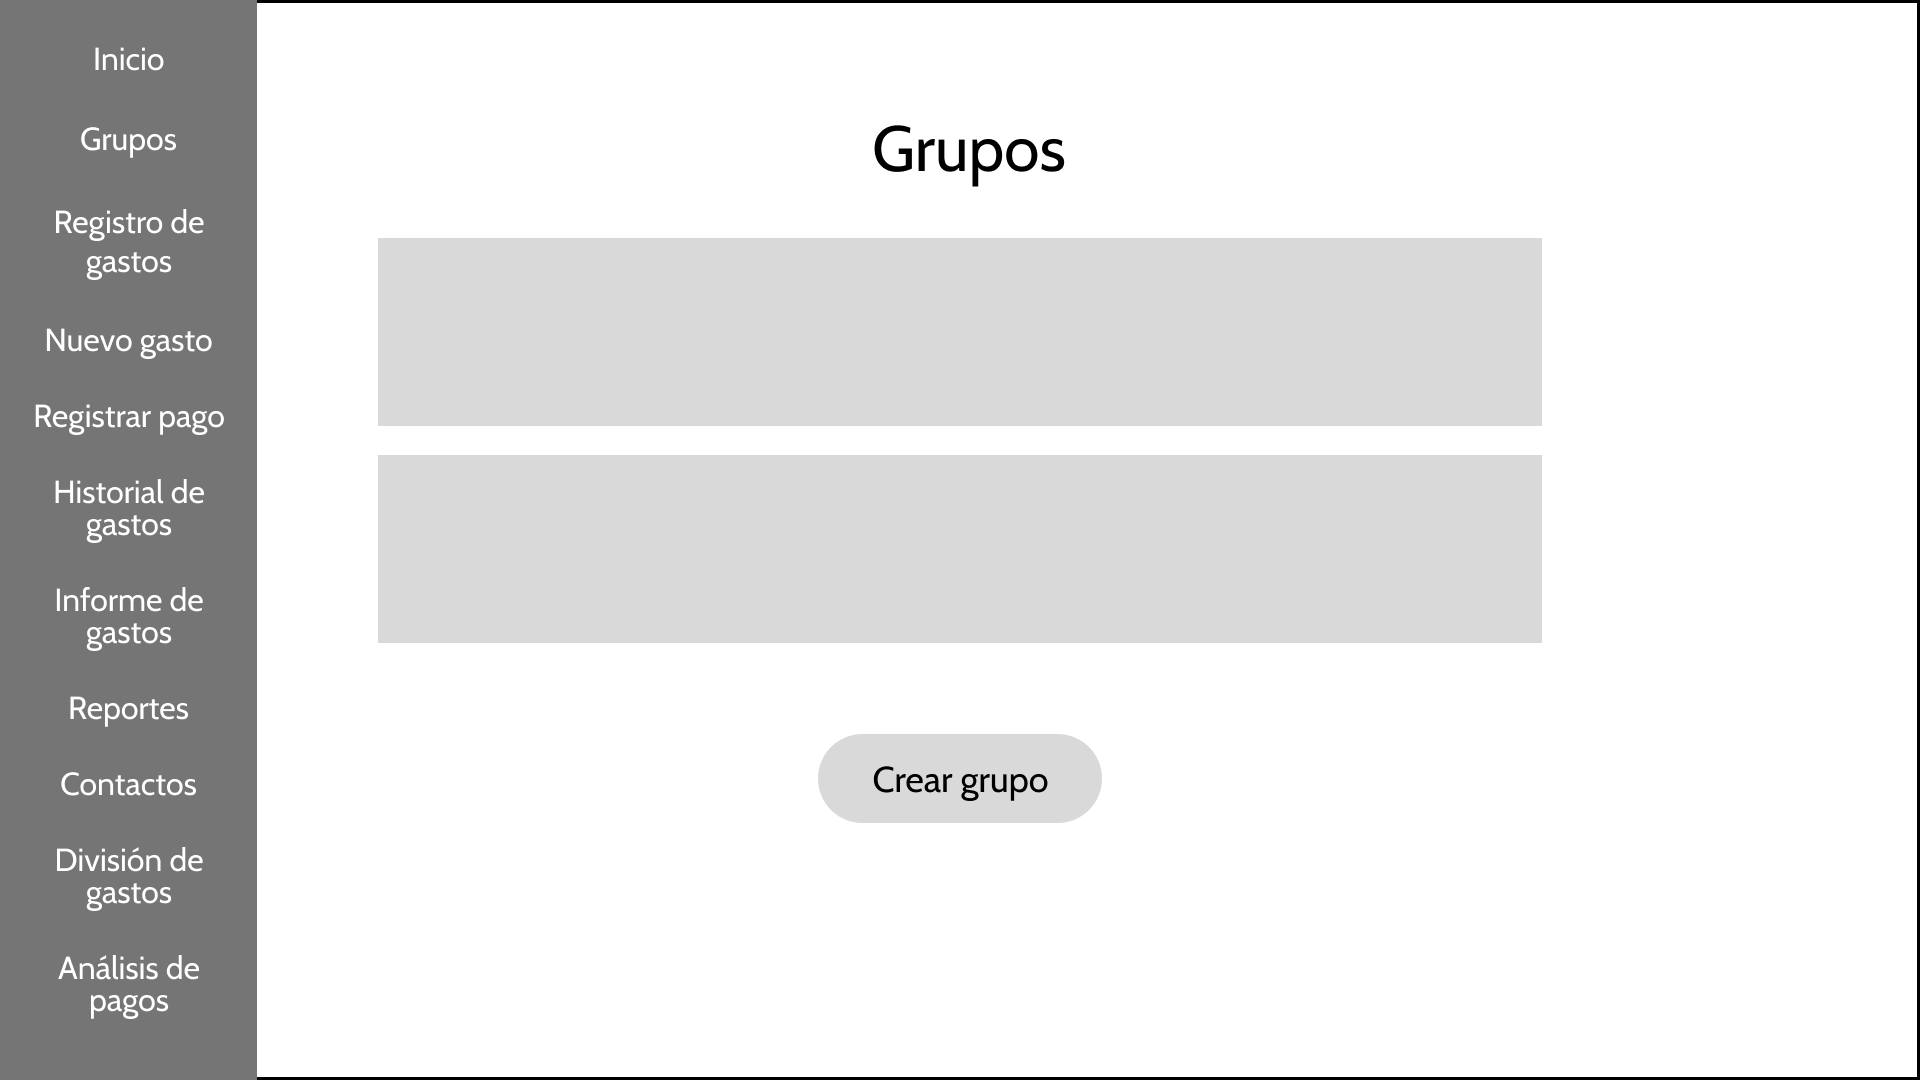 Inicio
Grupos
Registro de
gastos
Nuevo gasto
Registrar pago
Historial de
gastos
Informe de
gastos
Reportes
Contactos
División de
gastos
Análisis de
pagos
Grupos
Crear grupo